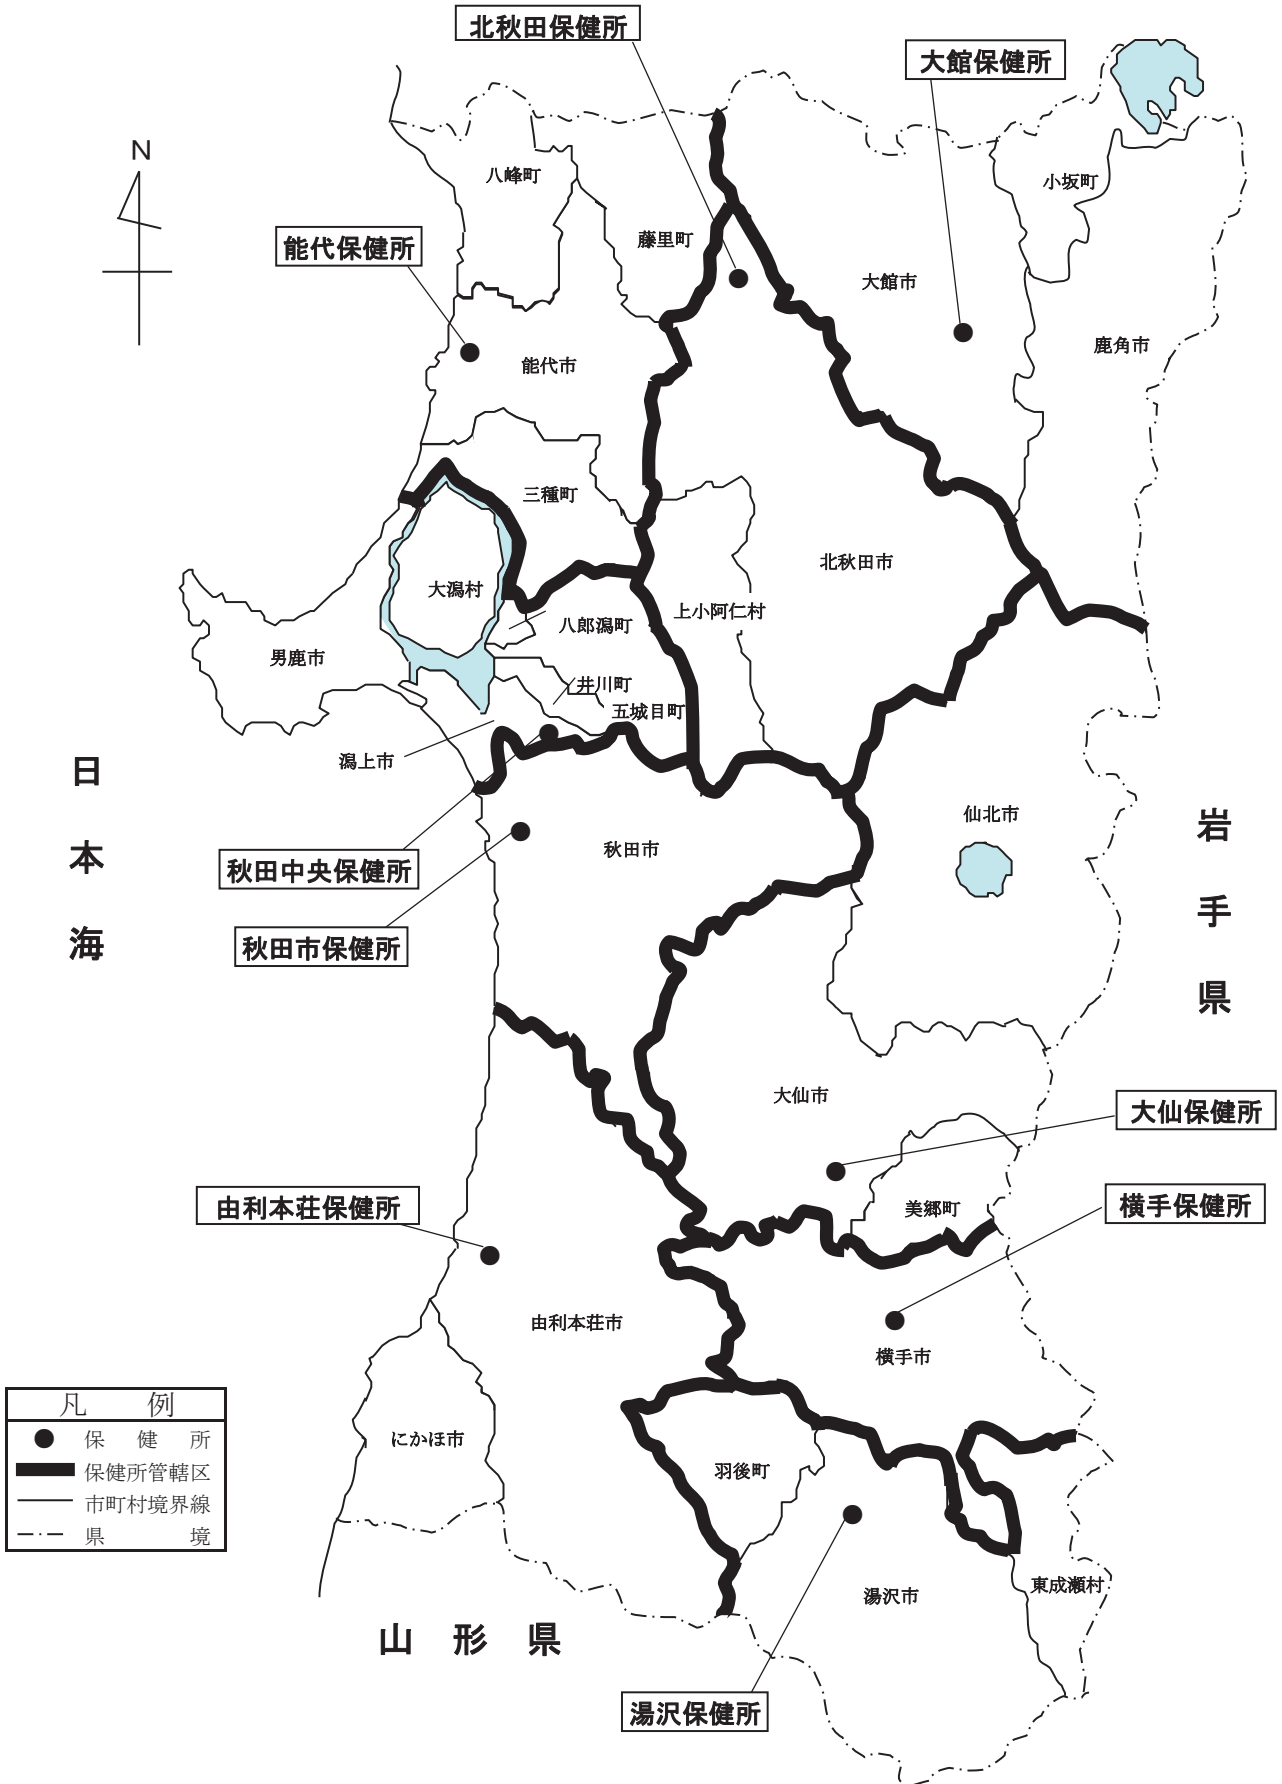 北秋田保健所
大館保健所
N
八峰町
小坂町
藤里町
能代保健所
大館市
鹿角市
能代市
三種町
北秋田市
大潟村
上小阿仁村
八郎潟町
男鹿市
井川町
五城目町
潟上市
日本海
仙北市
岩手県
秋田市
秋田中央保健所
秋田市保健所
大仙市
大仙保健所
由利本荘保健所
美郷町
横手保健所
由利本荘市
横手市
凡 例
保 健 所
保健所管轄区
市町村境界線
県 境
にかほ市
羽後町
湯沢市
東成瀬村
山 形 県
湯沢保健所